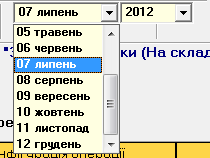 07 липень 2012
05 травень
06 червень
07 липень
08 серпень
09 вересень
10 жовтень
11 листопад
12 грудень
ки (На склад